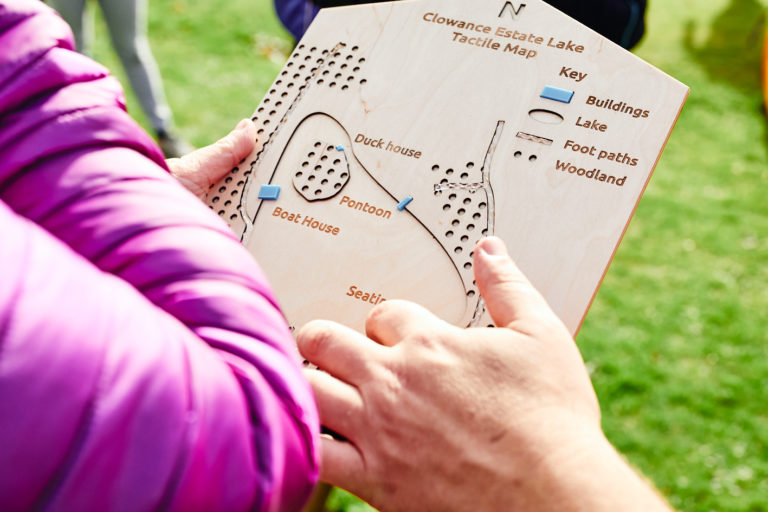 N
Clowance Estate Lake
Tactile Map
Key
Buildings
Lake
Foot paths
Woodland
Duck house
Pontoon
Boat House